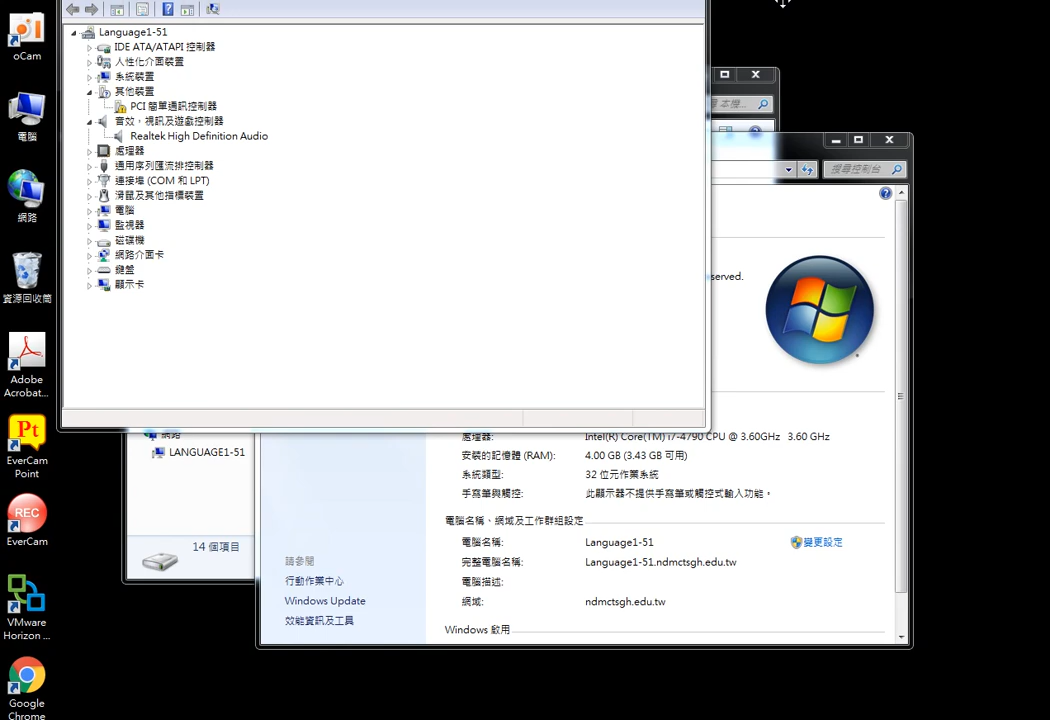 oCam
電腦
網路
資源回收筒
Adobe
Acrobat...
Pt
EverCam
Point
REC
EverCam
VMware
Horizon ...
Google
Chrome
Language1-51
IDE ATA/ATAPI 控制器
人性化介面裝置
系統裝置
其他裝置
PCI 簡單通訊控制器
音效，視訊及遊戲控制器
Realtek High Definition Audio
處理器
通用序列匯流排控制器
連接埠 (COM 和 LPT)
滑鼠及其他指標裝置
電腦
監視器
磁碟機
網路介面卡
鍵盤
顯示卡
本機...
搜尋控制台
served.
網路
LANGUAGE1-51
14 個項目
處理器: Intel(R) Core(TM) i7-4790 CPU @ 3.60GHz 3.60 GHz
安裝的記憶體 (RAM): 4.00 GB (3.43 GB 可用)
系統類型: 32 位元作業系統
手寫筆與觸控: 此顯示器不提供手寫筆或觸控式輸入功能。
電腦名稱、網域及工作群組設定
電腦名稱: Language1-51 變更設定
完整電腦名稱: Language1-51.ndmctsgh.edu.tw
電腦描述:
網域: ndmctsgh.edu.tw
Windows 啟用
請參閱
行動作業中心
Windows Update
效能資訊及工具